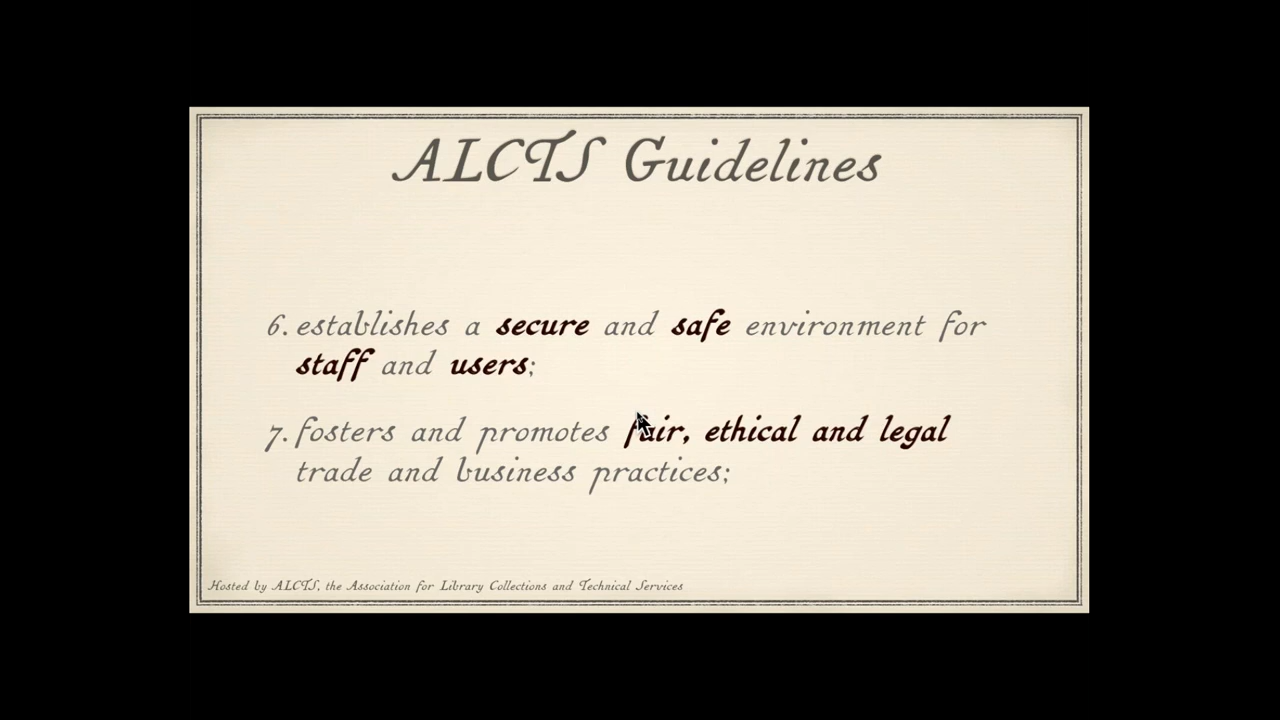 ALCTS Guidelines
6. establishes a secure and safe environment for
staff and users;
7. fosters and promotes fair, ethical and legal
trade and business practices;
Hosted by ALCTS, the Association for Library Collections and Technical Services